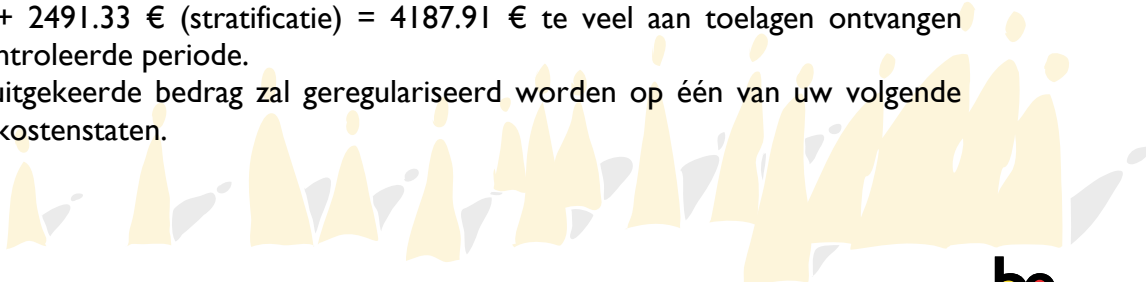 + 2491.33 € (stratificatie) = 4187.91 € te veel aan toelagen ontvangen
ntroleerde periode.
uitgekeerde bedrag zal geregulariseerd worden op één van uw volgende
kostenstaten.
be